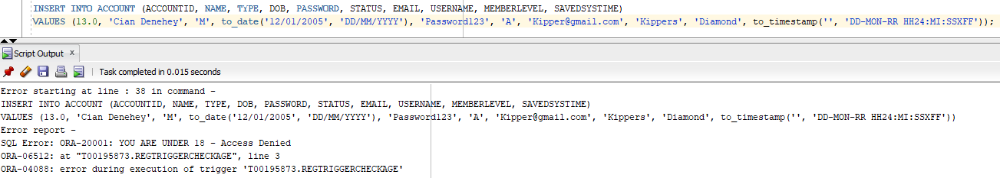 INSERT INTO ACCOUNT (ACCOUNTID, NAME, TYPE, DOB, PASSWORD, STATUS, EMAIL, USERNAME, MEMBERLEVEL, SAVEDSYSTIME)
VALUES (13.0, 'Cian Denehey', 'M', to_date('12/01/2005', 'DD/MM/YYYY'), 'Password123', 'A', 'Kipper@gmail.com', 'Kippers', 'Diamond', to_timestamp('', 'DD-MON-RR HH24:MI:SSXFF'));
Script Output x
Task completed in 0.015 seconds
Error starting at line : 38 in command -
INSERT INTO ACCOUNT (ACCOUNTID, NAME, TYPE, DOB, PASSWORD, STATUS, EMAIL, USERNAME, MEMBERLEVEL, SAVEDSYSTIME)
VALUES (13.0, 'Cian Denehey', 'M', to_date('12/01/2005', 'DD/MM/YYYY'), 'Password123', 'A', 'Kipper@gmail.com', 'Kippers', 'Diamond', to_timestamp('', 'DD-MON-RR HH24:MI:SSXFF'))
Error report -
SQL Error: ORA-20001: YOU ARE UNDER 18 - Access Denied
ORA-06512: at "T00195873.REGTRIGGERCHECKAGE", line 3
ORA-04088: error during execution of trigger 'T00195873.REGTRIGGERCHECKAGE'